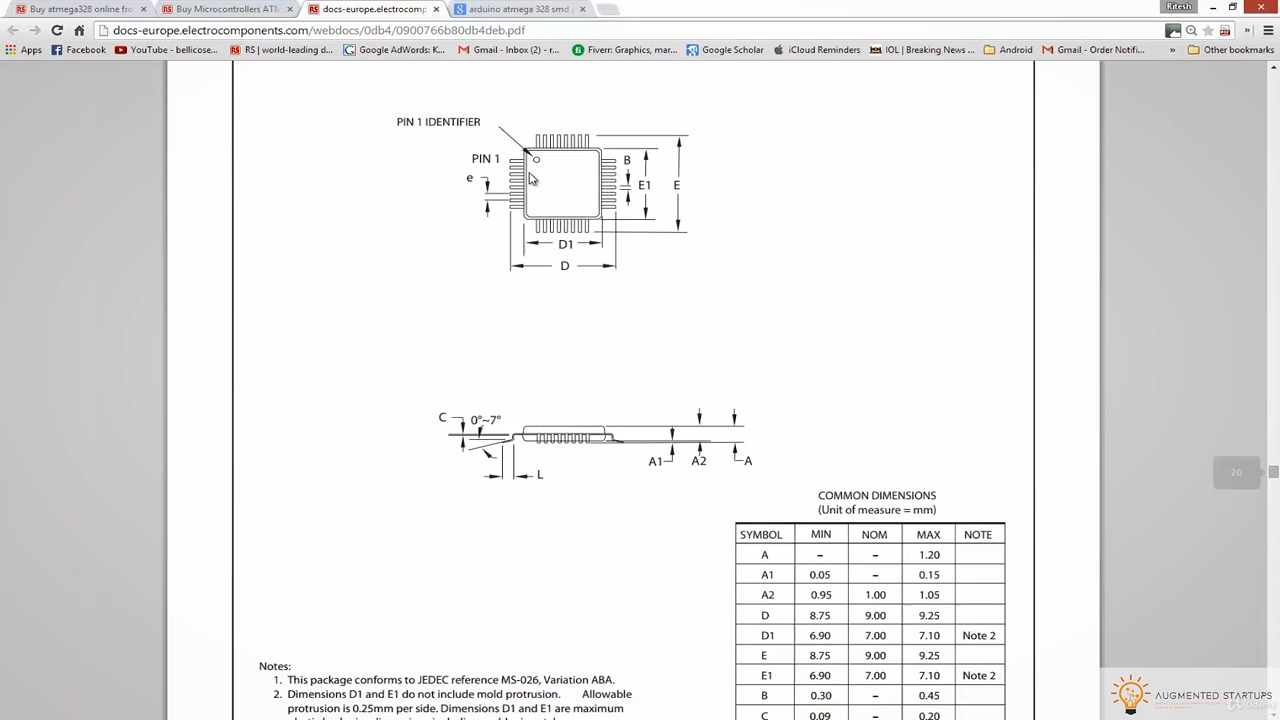 Buy atmega328 online fro
Buy Microcontrollers ATM
docs-europe.electrocomp
arduino atmega 328 smd p
Ritesh
docs-europe.electrocomponents.com/webdocs/0db4/0900766b80db4deb.pdf
Apps
Facebook
YouTube - bellicose...
RS | world-leading d...
Google AdWords: K...
Gmail - Inbox (2) - r...
Fiverr: Graphics, mar...
Google Scholar
iCloud Reminders
IOL | Breaking News ...
Android
Gmail - Order Notifi...
Other bookmarks
PIN 1 IDENTIFIER
PIN 1
B
e
E1
E
D1
D
C
0°~7°
A1
A2
A
L
20
COMMON DIMENSIONS
(Unit of measure = mm)
SYMBOL MIN NOM MAX NOTE
A – – 1.20
A1 0.05 – 0.15
A2 0.95 1.00 1.05
D 8.75 9.00 9.25
D1 6.90 7.00 7.10 Note 2
E 8.75 9.00 9.25
E1 6.90 7.00 7.10 Note 2
B 0.30 – 0.45
C 0.09 – 0.20
Notes:
1. This package conforms to JEDEC reference MS-026, Variation ABA.
2. Dimensions D1 and E1 do not include mold protrusion. Allowable
protrusion is 0.25mm per side. Dimensions D1 and E1 are maximum
AUGMENTED STARTUPS